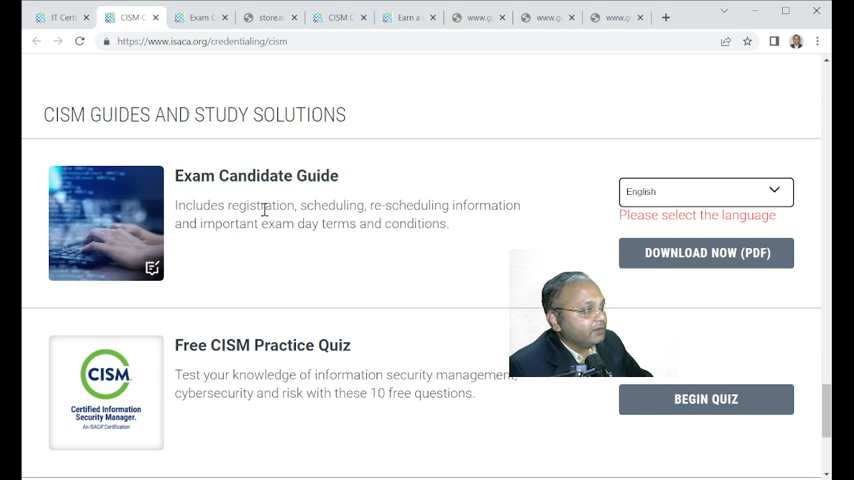 IT Cert
CISM C
Exam C
store.is
CISM C
Earn a
www.g
www.g
www.g
https://www.isaca.org/credentialing/cism
CISM GUIDES AND STUDY SOLUTIONS
Exam Candidate Guide
Includes registration, scheduling, re-scheduling information
and important exam day terms and conditions.
English
Please select the language
DOWNLOAD NOW (PDF)
Free CISM Practice Quiz
Test your knowledge of information security management,
cybersecurity and risk with these 10 free questions.
BEGIN QUIZ
CISM
Certified Information
Security Manager.
An ISACA Certification